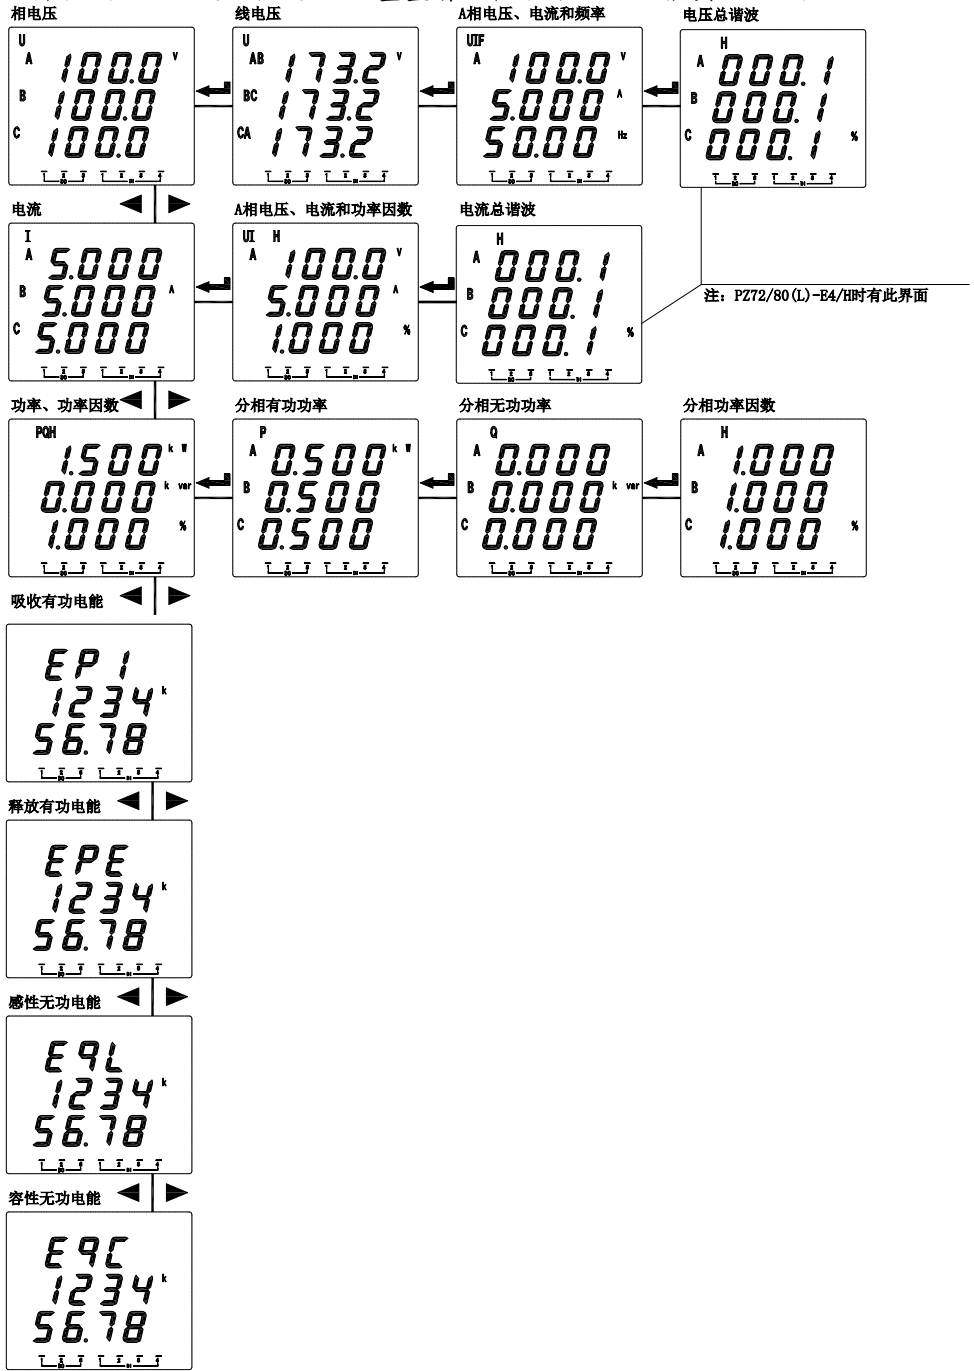 相电压
U
A 100.0 V
B 100.0
C 100.0
线电压
U
AB 173.2 V
BC 173.2
CA 173.2
A相电压、电流和频率
UIF
A 100.0 V
5.000 A
50.00 Hz
电压总谐波
H
A 000.1
B 000.1
C 000.1 %
电流
I
A 5.000
B 5.000 A
C 5.000
A相电压、电流和功率因数
UI H
A 100.0 V
5.000 A
1.000 %
电流总谐波
H
A 000.1
B 000.1
C 000.1 %
注: PZ72/80(L)-E4/H时有此界面
功率、功率因数
PQH
1.500 k W
0.000 k var
1.000 %
分相有功功率
P
A 0.500 k W
B 0.500
C 0.500
分相无功功率
Q
A 0.000
B 0.000 k var
C 0.000
分相功率因数
H
A 1.000
B 1.000
C 1.000 %
吸收有功电能
EPI
1234 k
56.78
释放有功电能
EPE
1234 k
56.78
感性无功电能
EqL
1234 k
56.78
容性无功电能
EqC
1234 k
56.78